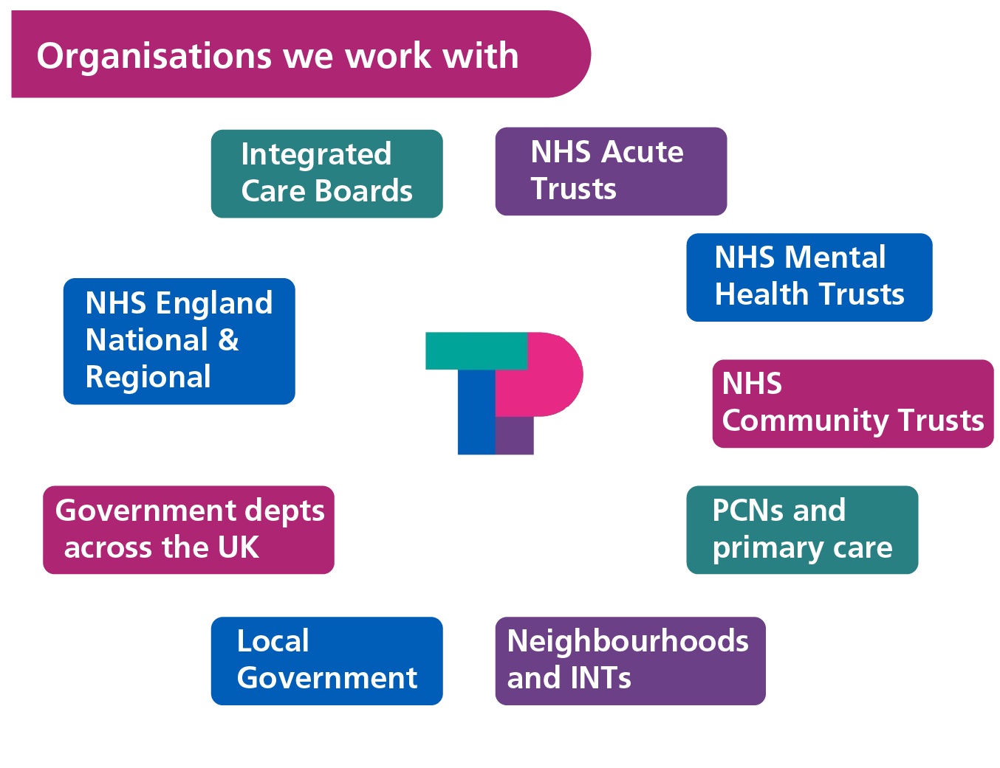 Organisations we work with
Integrated
Care Boards
NHS Acute
Trusts
NHS Mental
Health Trusts
NHS England
National &
Regional
NHS
Community Trusts
Government depts
across the UK
PCNs and
primary care
Local
Government
Neighbourhoods
and INTs